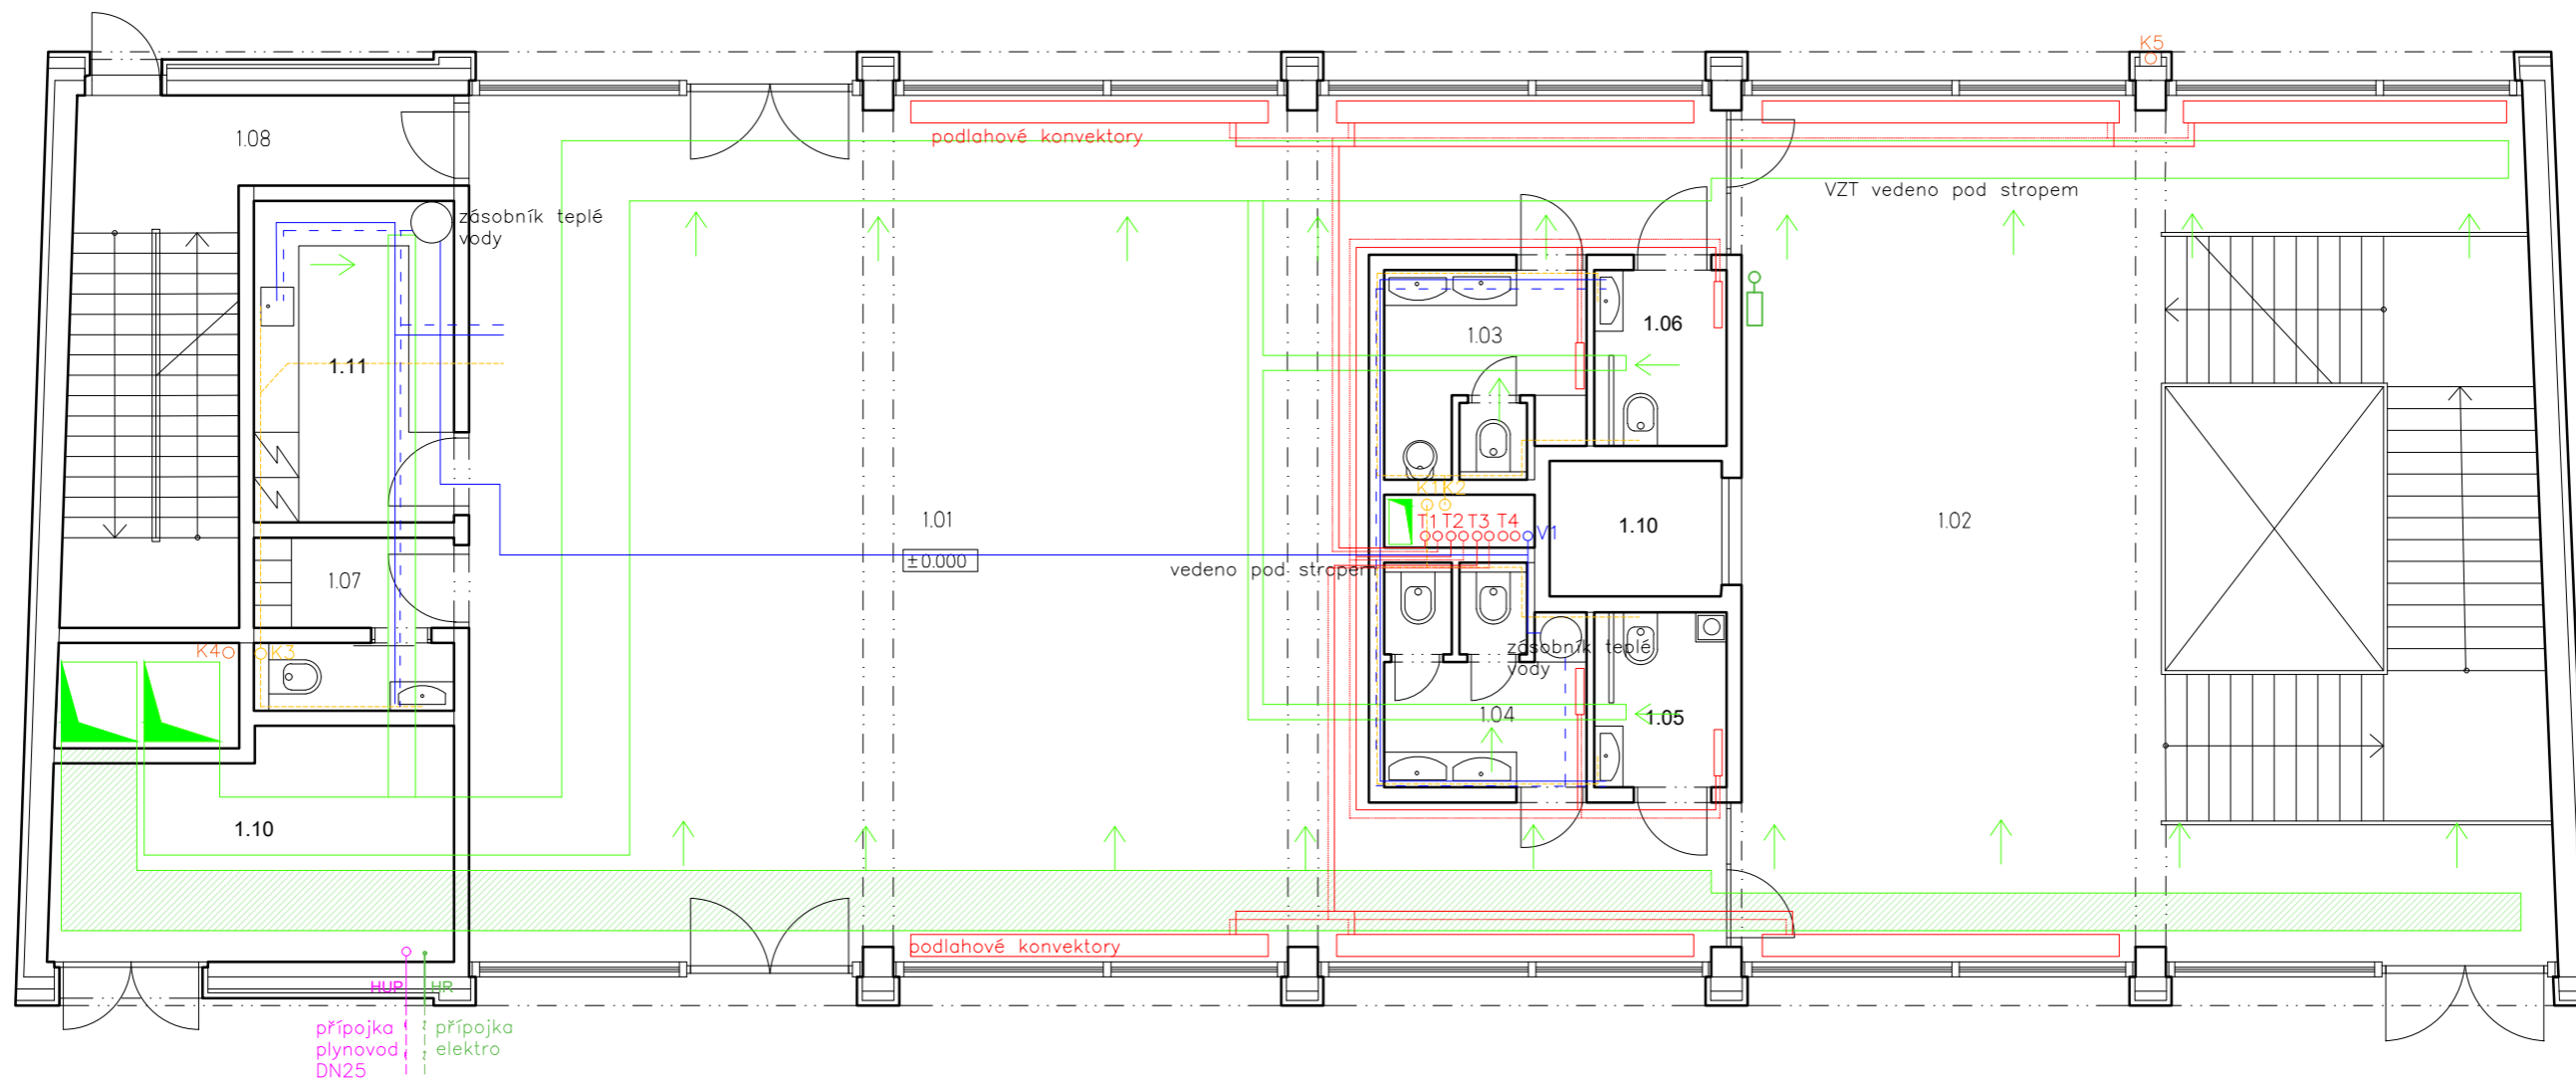 K5
podlahové konvektory
1.08
VZT vedeno pod stropem
zásobník teplé
vody
1.03
1.06
1.11
K1 K2
1.01
T1 T2 T3 T4
V1
1.10
1.02
±0.000
vedeno pod stropem
1.07
K4
K3
zásobník teplé
vody
1.04
1.05
1.10
podlahové konvektory
HUP
HR
přípojka
plynovod
DN25
přípojka
elektro